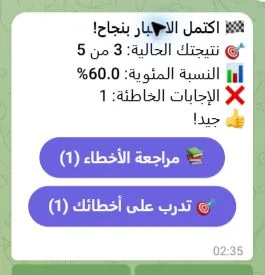 🏁 اكتمل الاختبار بنجاح!
🎯 نتيجتك الحالية: 3 من 5
📊 النسبة المئوية: 60.0%
❌ الإجابات الخاطئة: 1
👍 جيد!
📚 مراجعة الأخطاء (1)
🎯 تدرب على أخطائك (1)
02:35